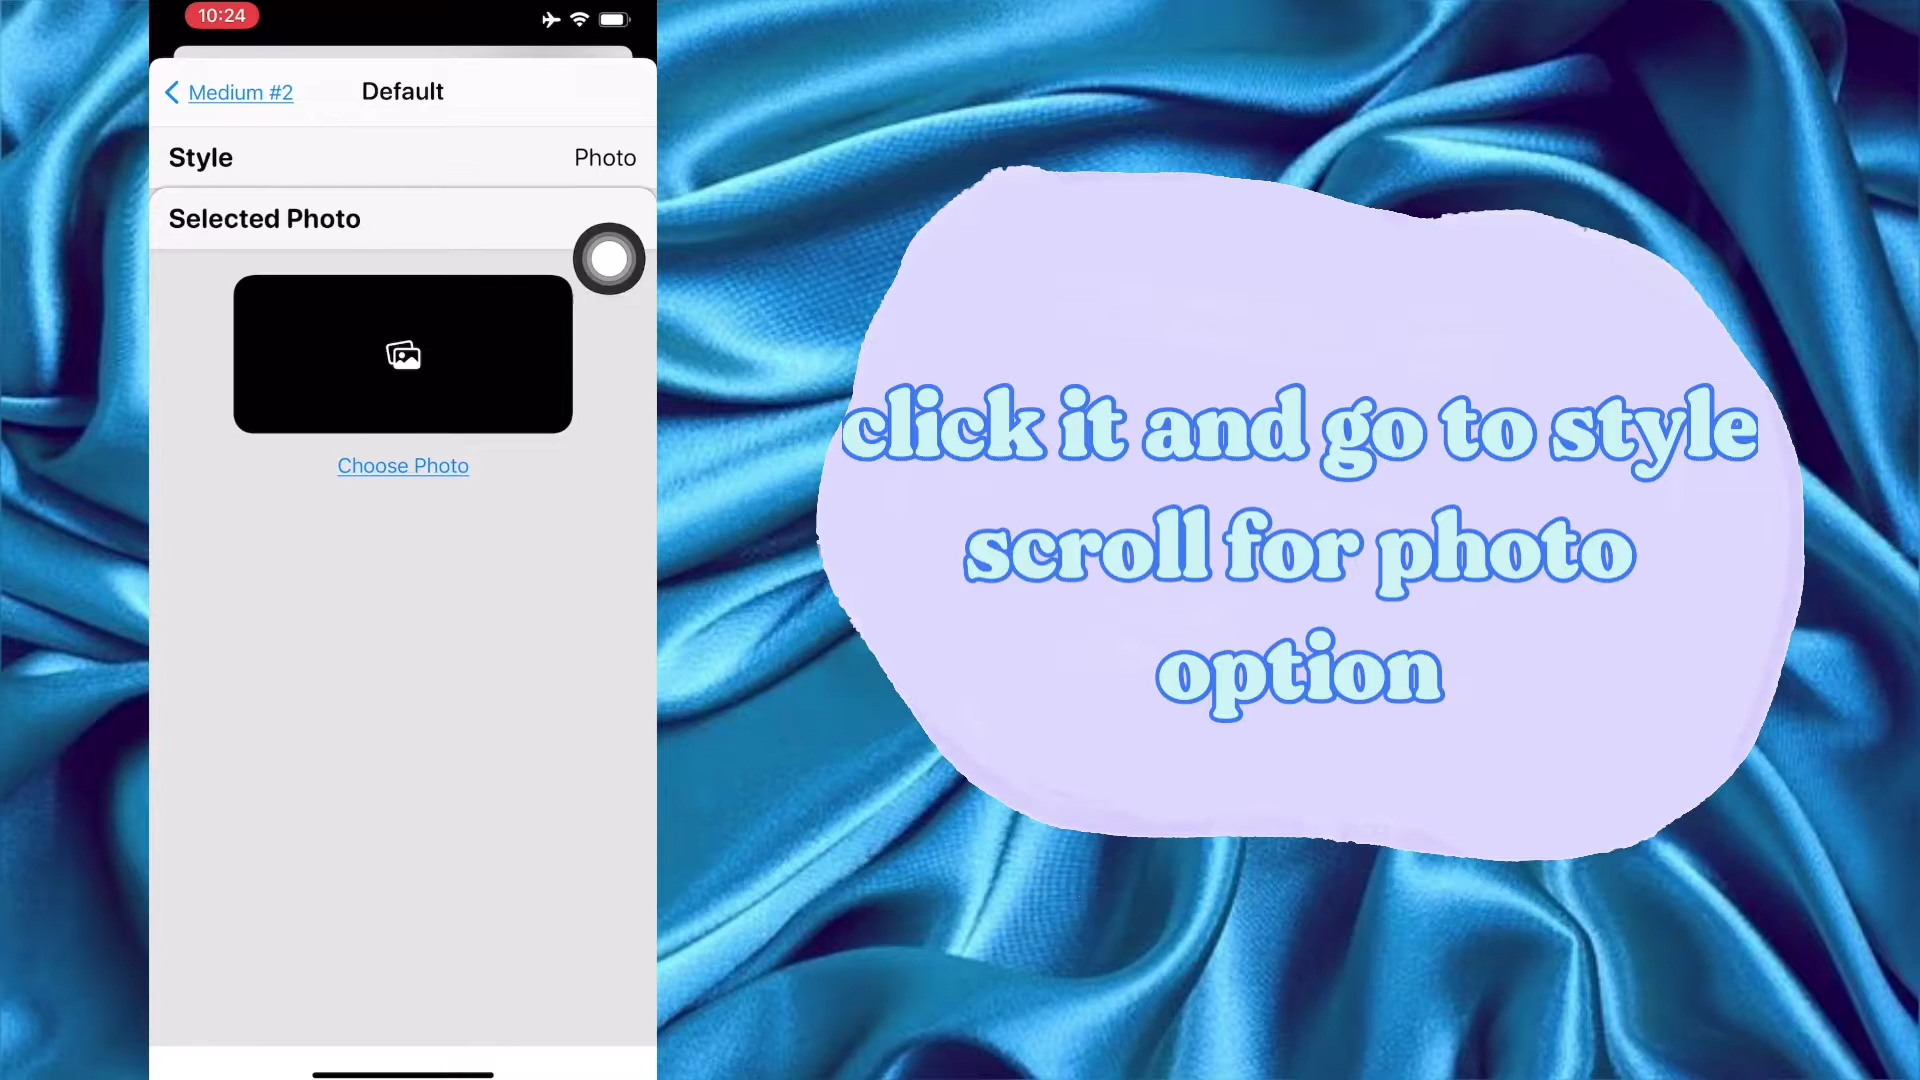 10:24
Medium #2
Default
Style
Photo
Selected Photo
Choose Photo
click it and go to style
scroll for photo
option